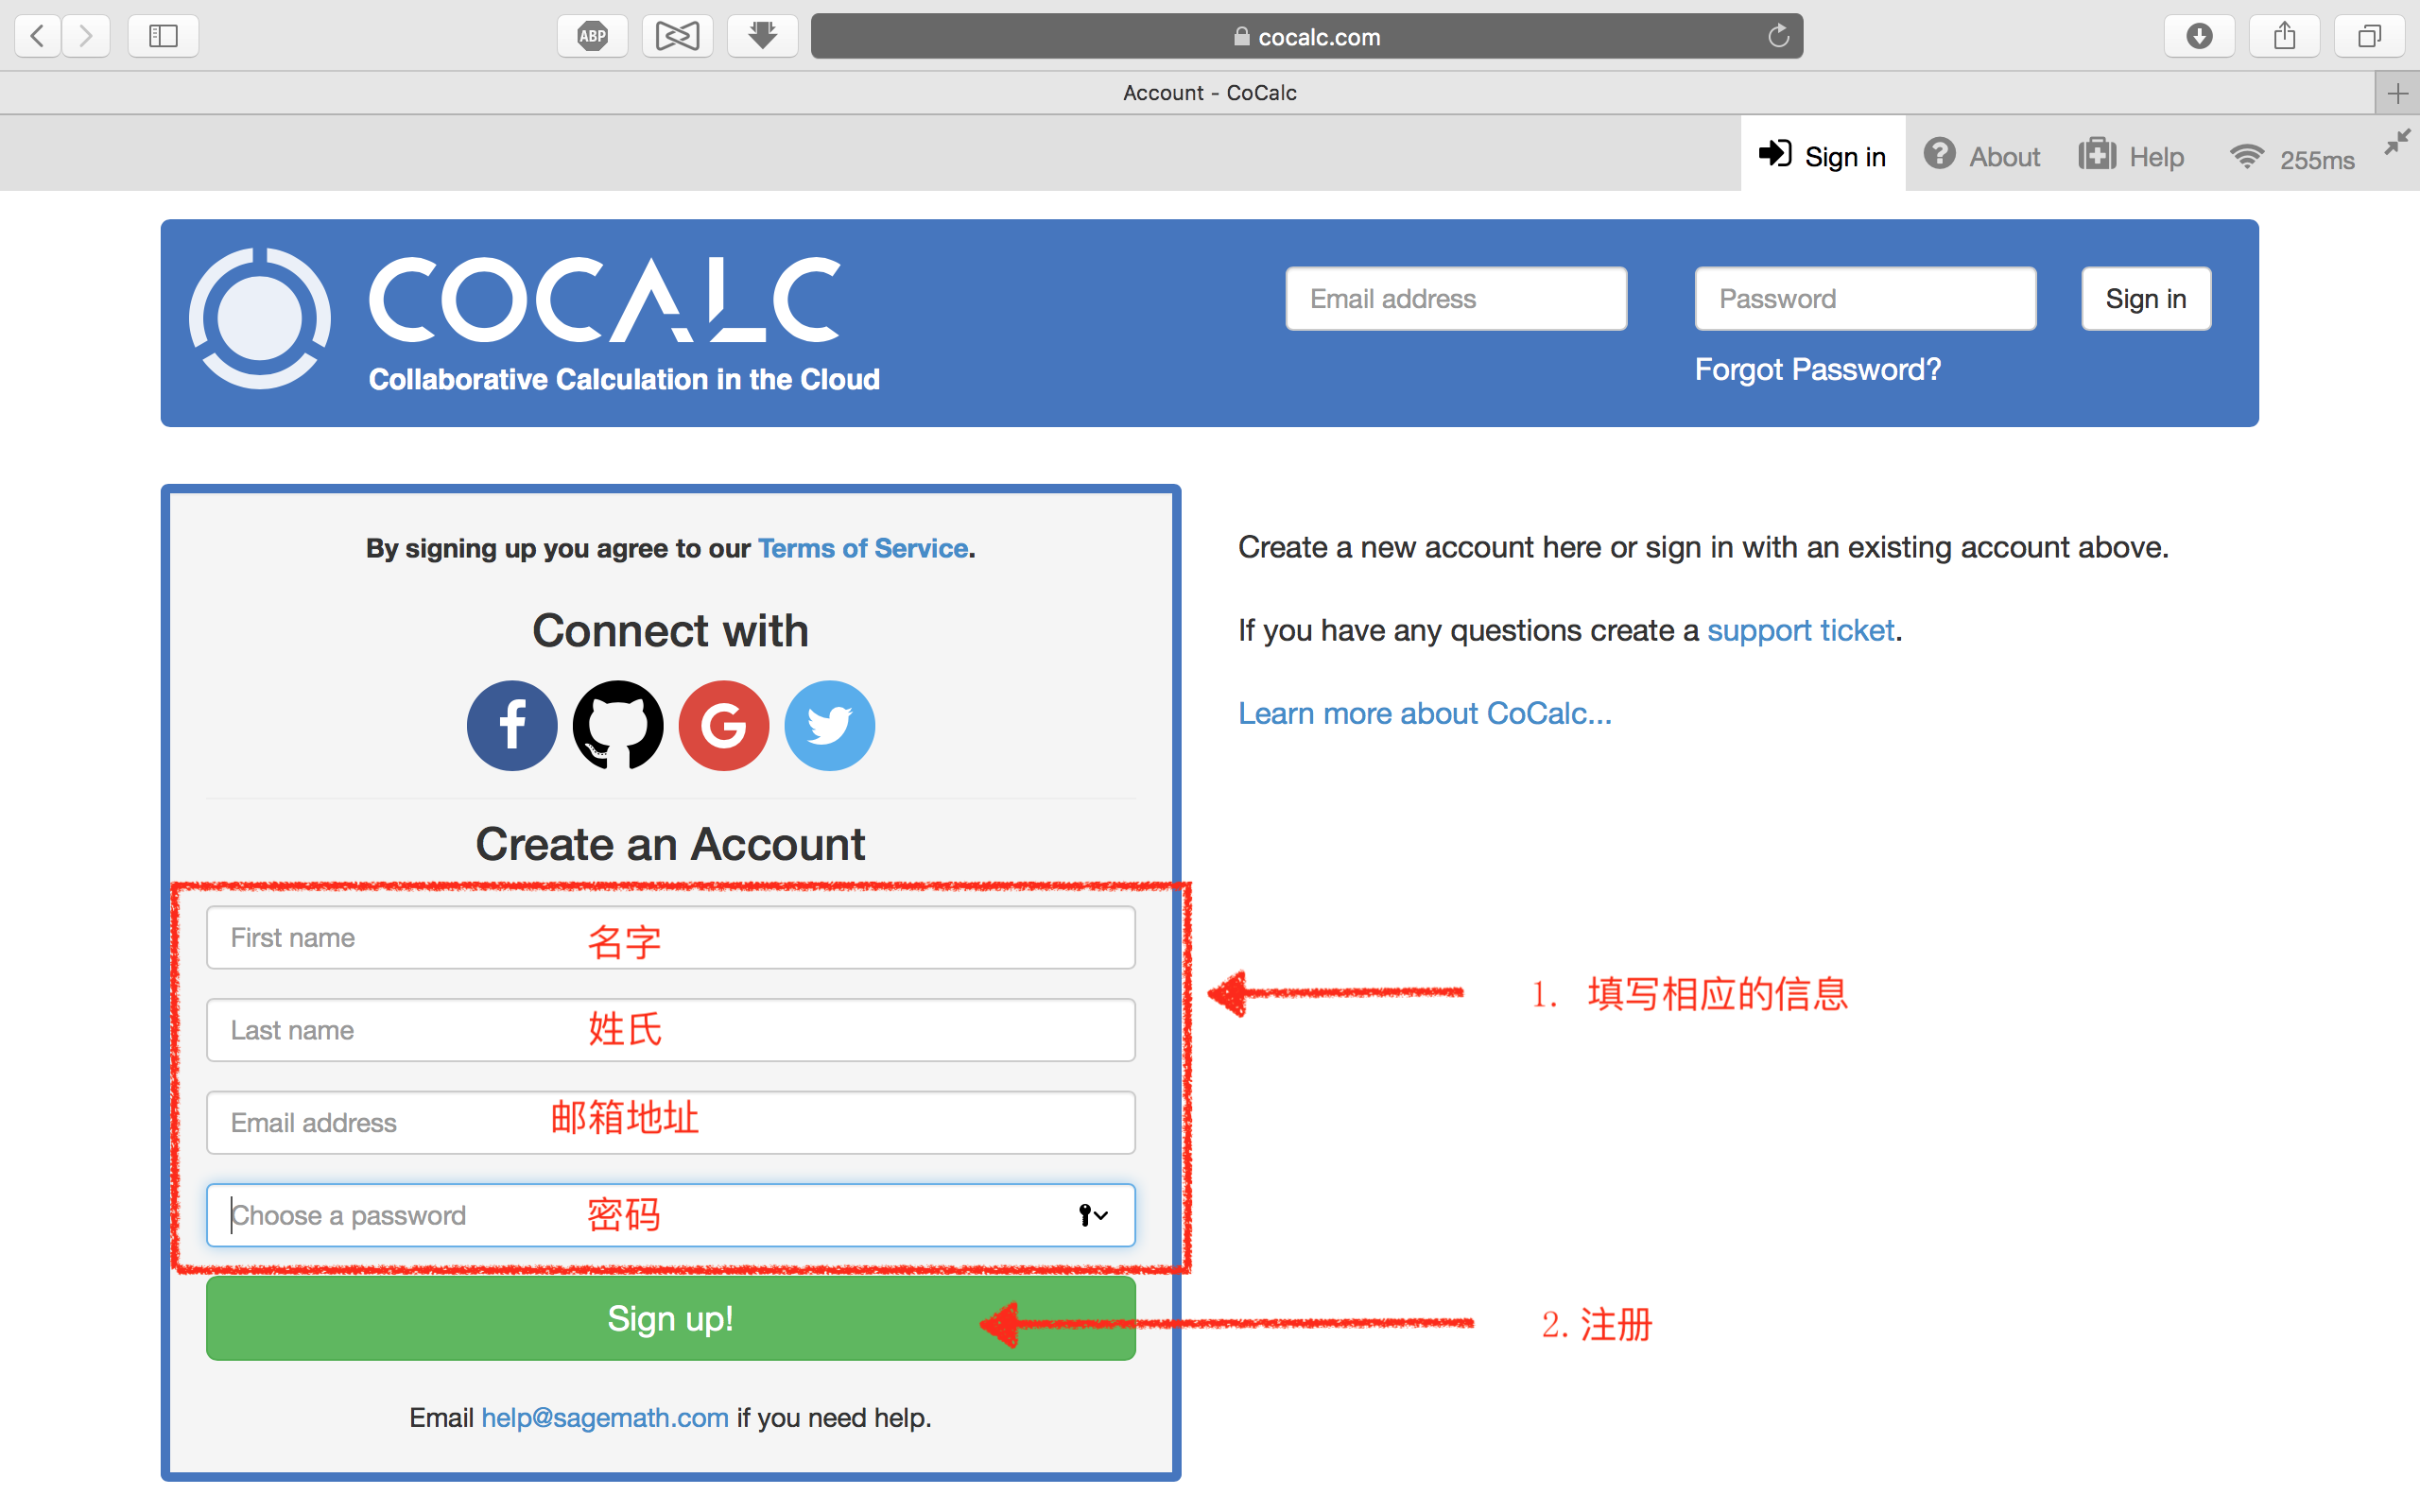 ABP
cocalc.com
Account - CoCalc
Sign in
About
Help
255ms
COCALC
Collaborative Calculation in the Cloud
Email address
Password
Sign in
Forgot Password?
By signing up you agree to our Terms of Service.
Connect with
Create an Account
First name
名字
Last name
姓氏
Email address
邮箱地址
Choose a password
密码
Sign up!
Email help@sagemath.com if you need help.
Create a new account here or sign in with an existing account above.
If you have any questions create a support ticket.
Learn more about CoCalc...
1. 填写相应的信息
2. 注册